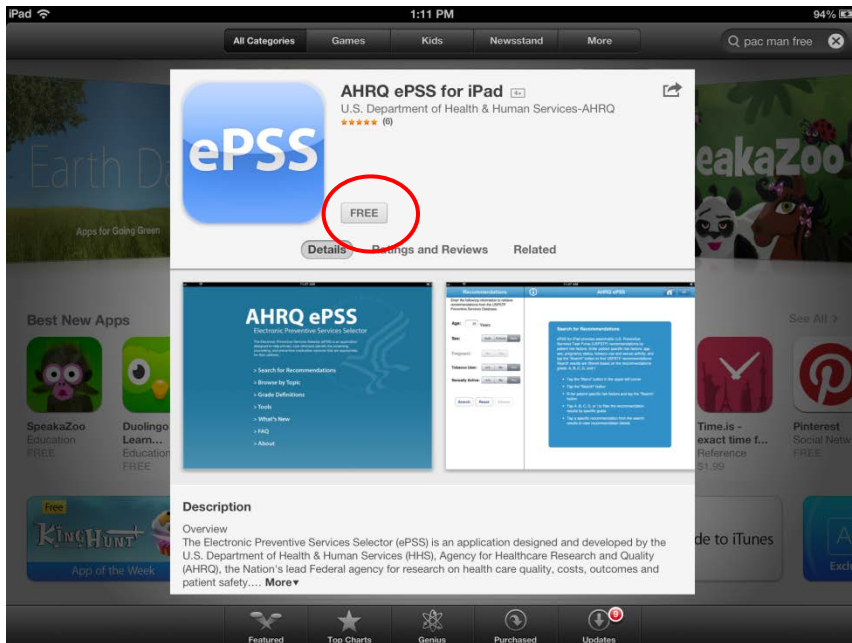 iPad 1:11 PM 94%
All Categories Games Kids Newsstand More pac man free
AHRQ ePSS for iPad 4+
U.S. Department of Health & Human Services-AHRQ
(6)
ePSS
FREE
Earth Da
Apps for Going Green
eakaZoo
Details Ratings and Reviews Related
AHRQ ePSS
Electronic Preventive Services Selector
> Search for Recommendations
> Browse by Topic
> Grade Definitions
> Tools
> What's New
> FAQ
> About
Recommendations AHRQ ePSS
Age: Years
Sex:
Pregnant:
Tobacco User:
Sexually Active:
Search Reset
Search for Recommendations
Best New Apps See All >
SpeakaZoo
Education
FREE
Duolingo
Learn...
Education
FREE
Time.is -
exact time f...
Reference
$1.99
Pinterest
Social Netw
FREE
Description
Overview
The Electronic Preventive Services Selector (ePSS) is an application designed and developed by the
U.S. Department of Health & Human Services (HHS), Agency for Healthcare Research and Quality
(AHRQ), the Nation's lead Federal agency for research on health care quality, costs, outcomes and
patient safety.... More▾
Free
KingHunt
App of the Week
de to iTunes
Exclu
Featured Top Charts Genius Purchased Updates
9